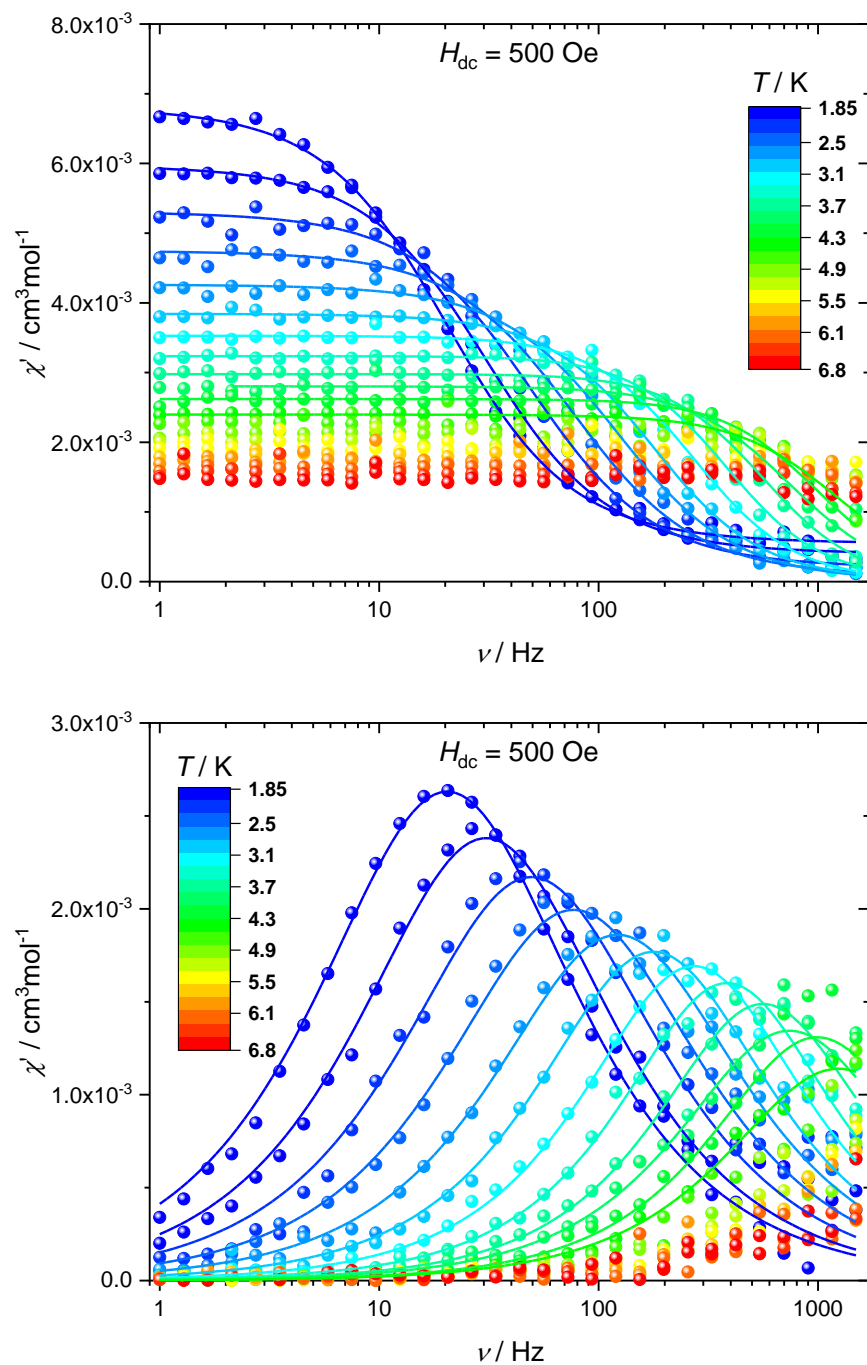 8.0x10⁻³
H_dc = 500 Oe
T / K
1.85
2.5
3.1
3.7
4.3
4.9
5.5
6.1
6.8
6.0x10⁻³
4.0x10⁻³
2.0x10⁻³
0.0
χ' / cm³mol⁻¹
1
10
100
1000
ν / Hz
3.0x10⁻³
H_dc = 500 Oe
T / K
1.85
2.5
3.1
3.7
4.3
4.9
5.5
6.1
6.8
2.0x10⁻³
1.0x10⁻³
0.0
χ' / cm³mol⁻¹
1
10
100
1000
ν / Hz